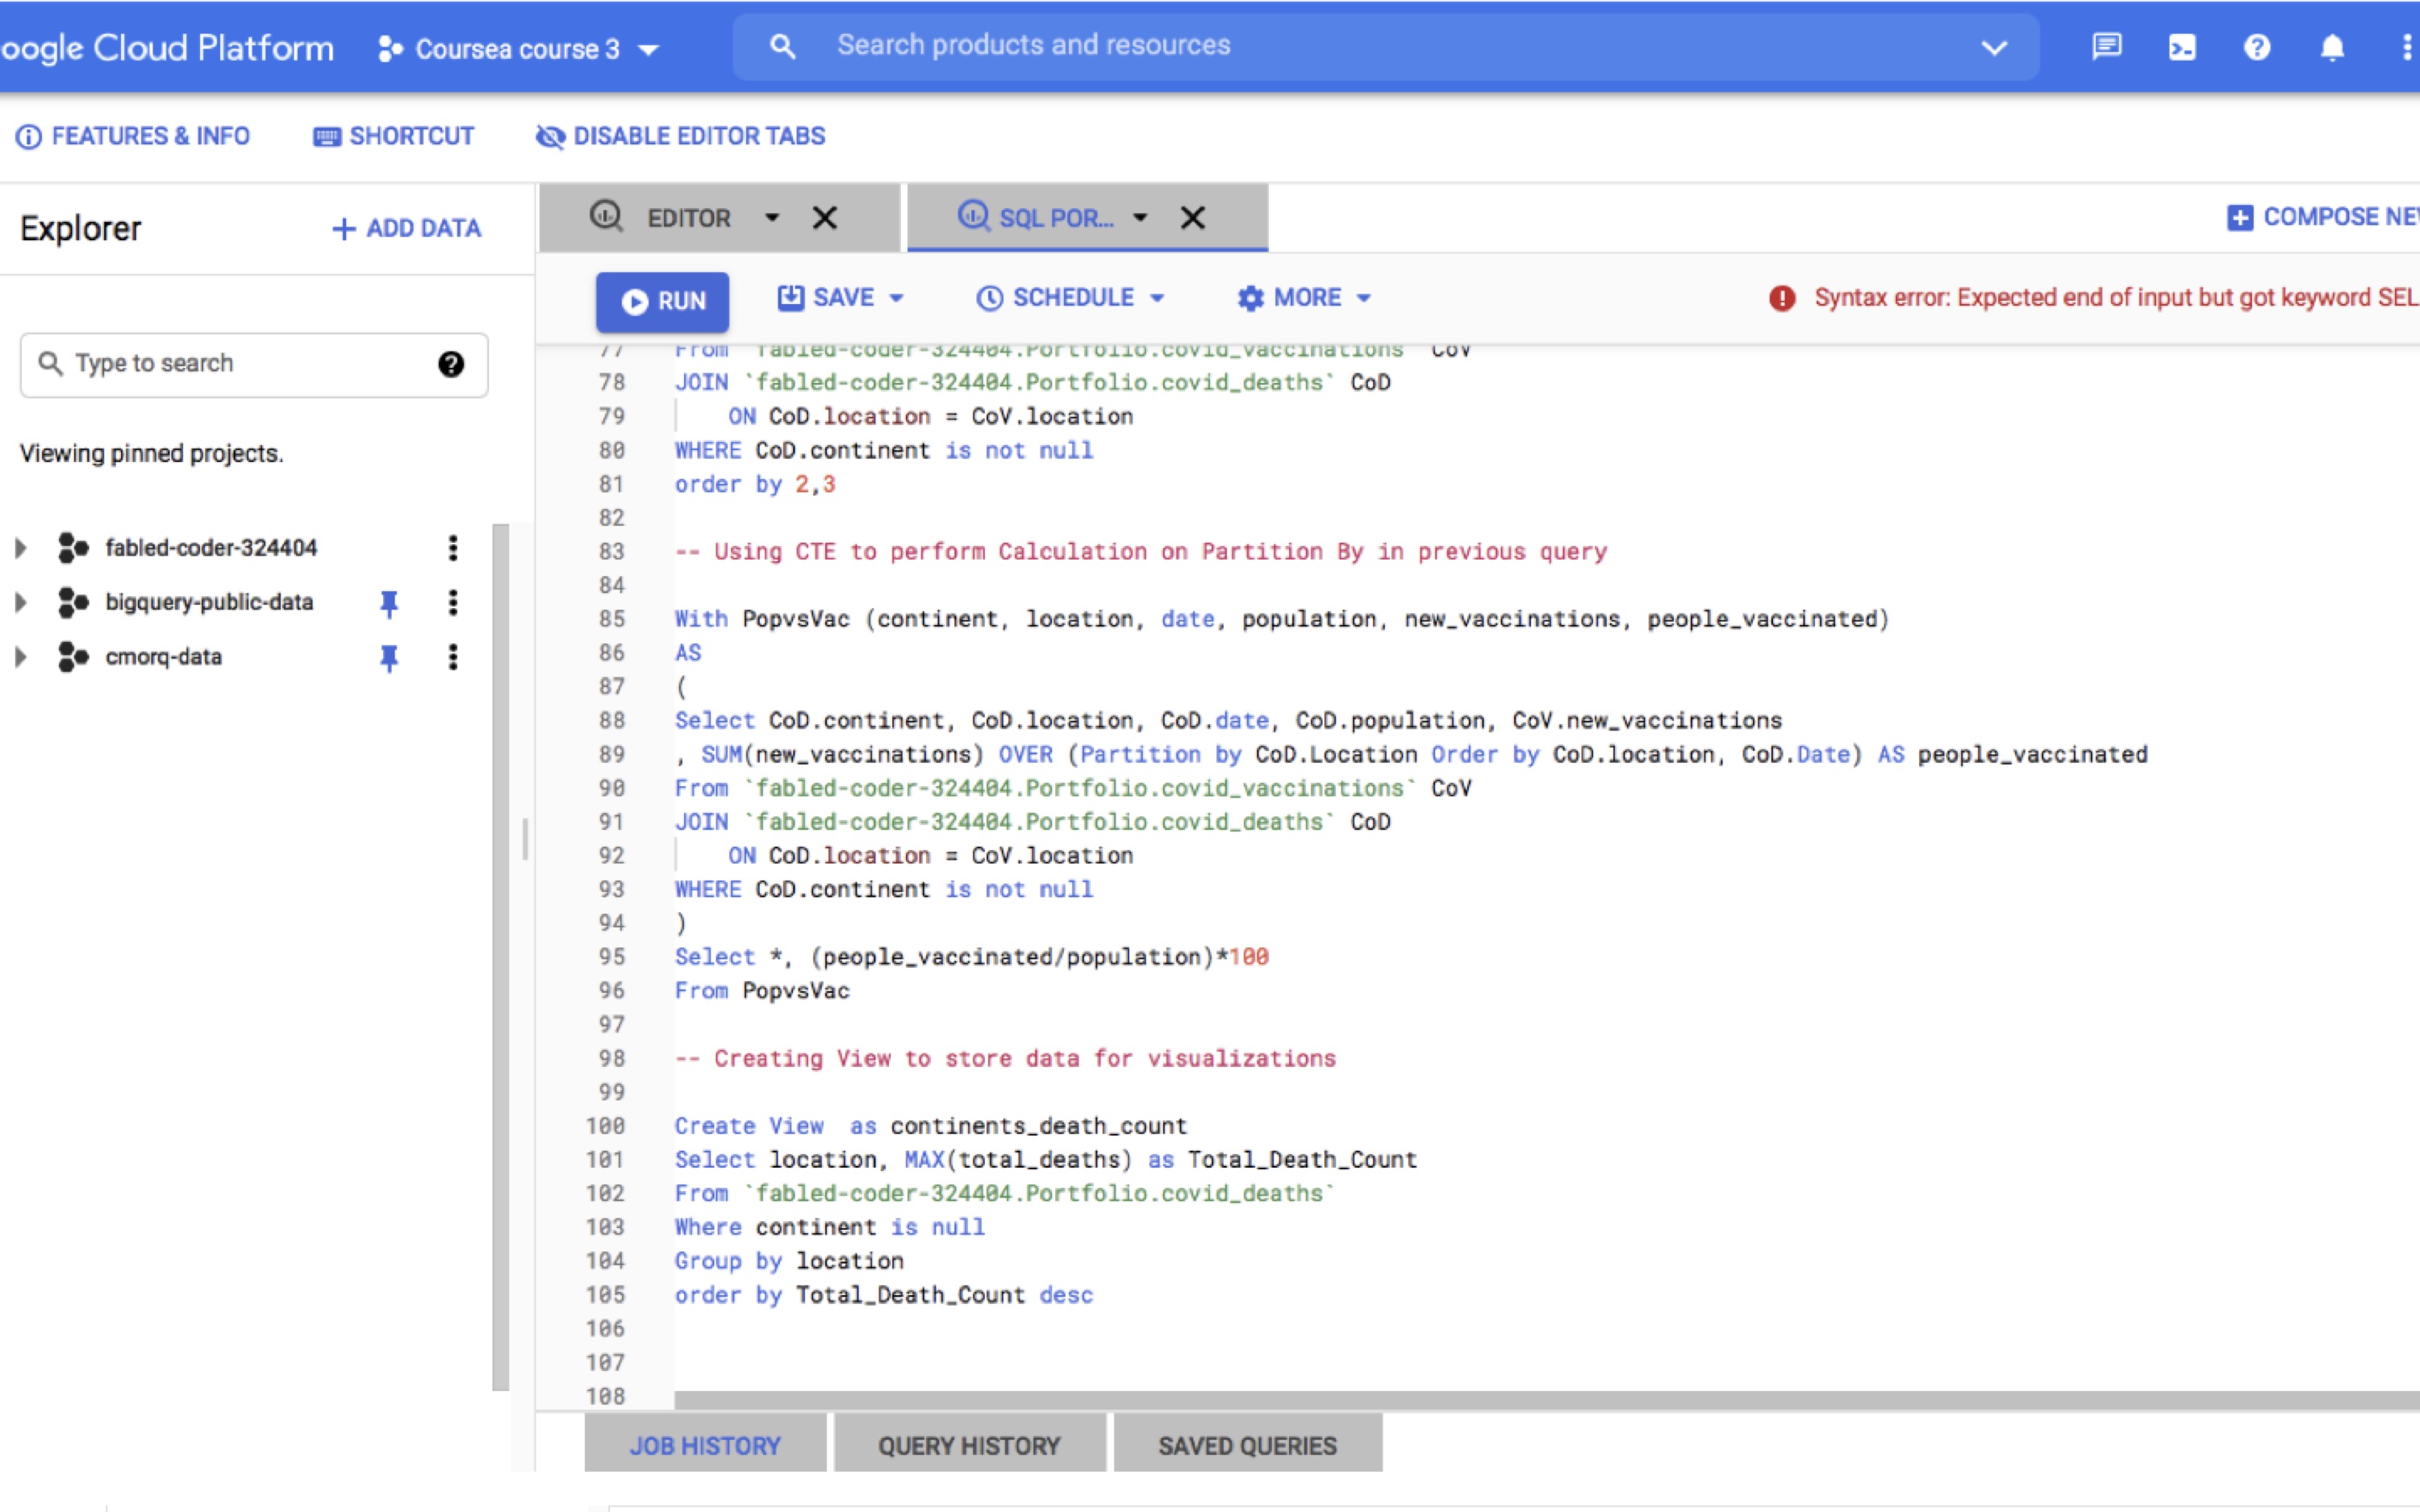 oogle Cloud Platform
Coursea course 3
Search products and resources
FEATURES & INFO
SHORTCUT
DISABLE EDITOR TABS
Explorer
+ ADD DATA
EDITOR
SQL POR...
COMPOSE NEW
RUN
SAVE
SCHEDULE
MORE
Syntax error: Expected end of input but got keyword SEL
Type to search
Viewing pinned projects.
fabled-coder-324404
bigquery-public-data
cmorq-data
77 From `fabled-coder-324404.Portfolio.covid_vaccinations` CoV
78 JOIN `fabled-coder-324404.Portfolio.covid_deaths` CoD
79 ON CoD.location = CoV.location
80 WHERE CoD.continent is not null
81 order by 2,3
82
83 -- Using CTE to perform Calculation on Partition By in previous query
84
85 With PopvsVac (continent, location, date, population, new_vaccinations, people_vaccinated)
86 AS
87 (
88 Select CoD.continent, CoD.location, CoD.date, CoD.population, CoV.new_vaccinations
89 , SUM(new_vaccinations) OVER (Partition by CoD.Location Order by CoD.location, CoD.Date) AS people_vaccinated
90 From `fabled-coder-324404.Portfolio.covid_vaccinations` CoV
91 JOIN `fabled-coder-324404.Portfolio.covid_deaths` CoD
92 ON CoD.location = CoV.location
93 WHERE CoD.continent is not null
94 )
95 Select *, (people_vaccinated/population)*100
96 From PopvsVac
97
98 -- Creating View to store data for visualizations
99
100 Create View  as continents_death_count
101 Select location, MAX(total_deaths) as Total_Death_Count
102 From `fabled-coder-324404.Portfolio.covid_deaths`
103 Where continent is null
104 Group by location
105 order by Total_Death_Count desc
106
107
108
JOB HISTORY
QUERY HISTORY
SAVED QUERIES